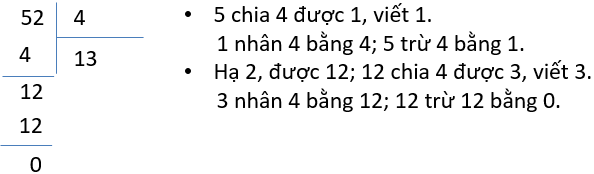 52 4
4 13
12
12
0
• 5 chia 4 được 1, viết 1.
1 nhân 4 bằng 4; 5 trừ 4 bằng 1.
• Hạ 2, được 12; 12 chia 4 được 3, viết 3.
3 nhân 4 bằng 12; 12 trừ 12 bằng 0.